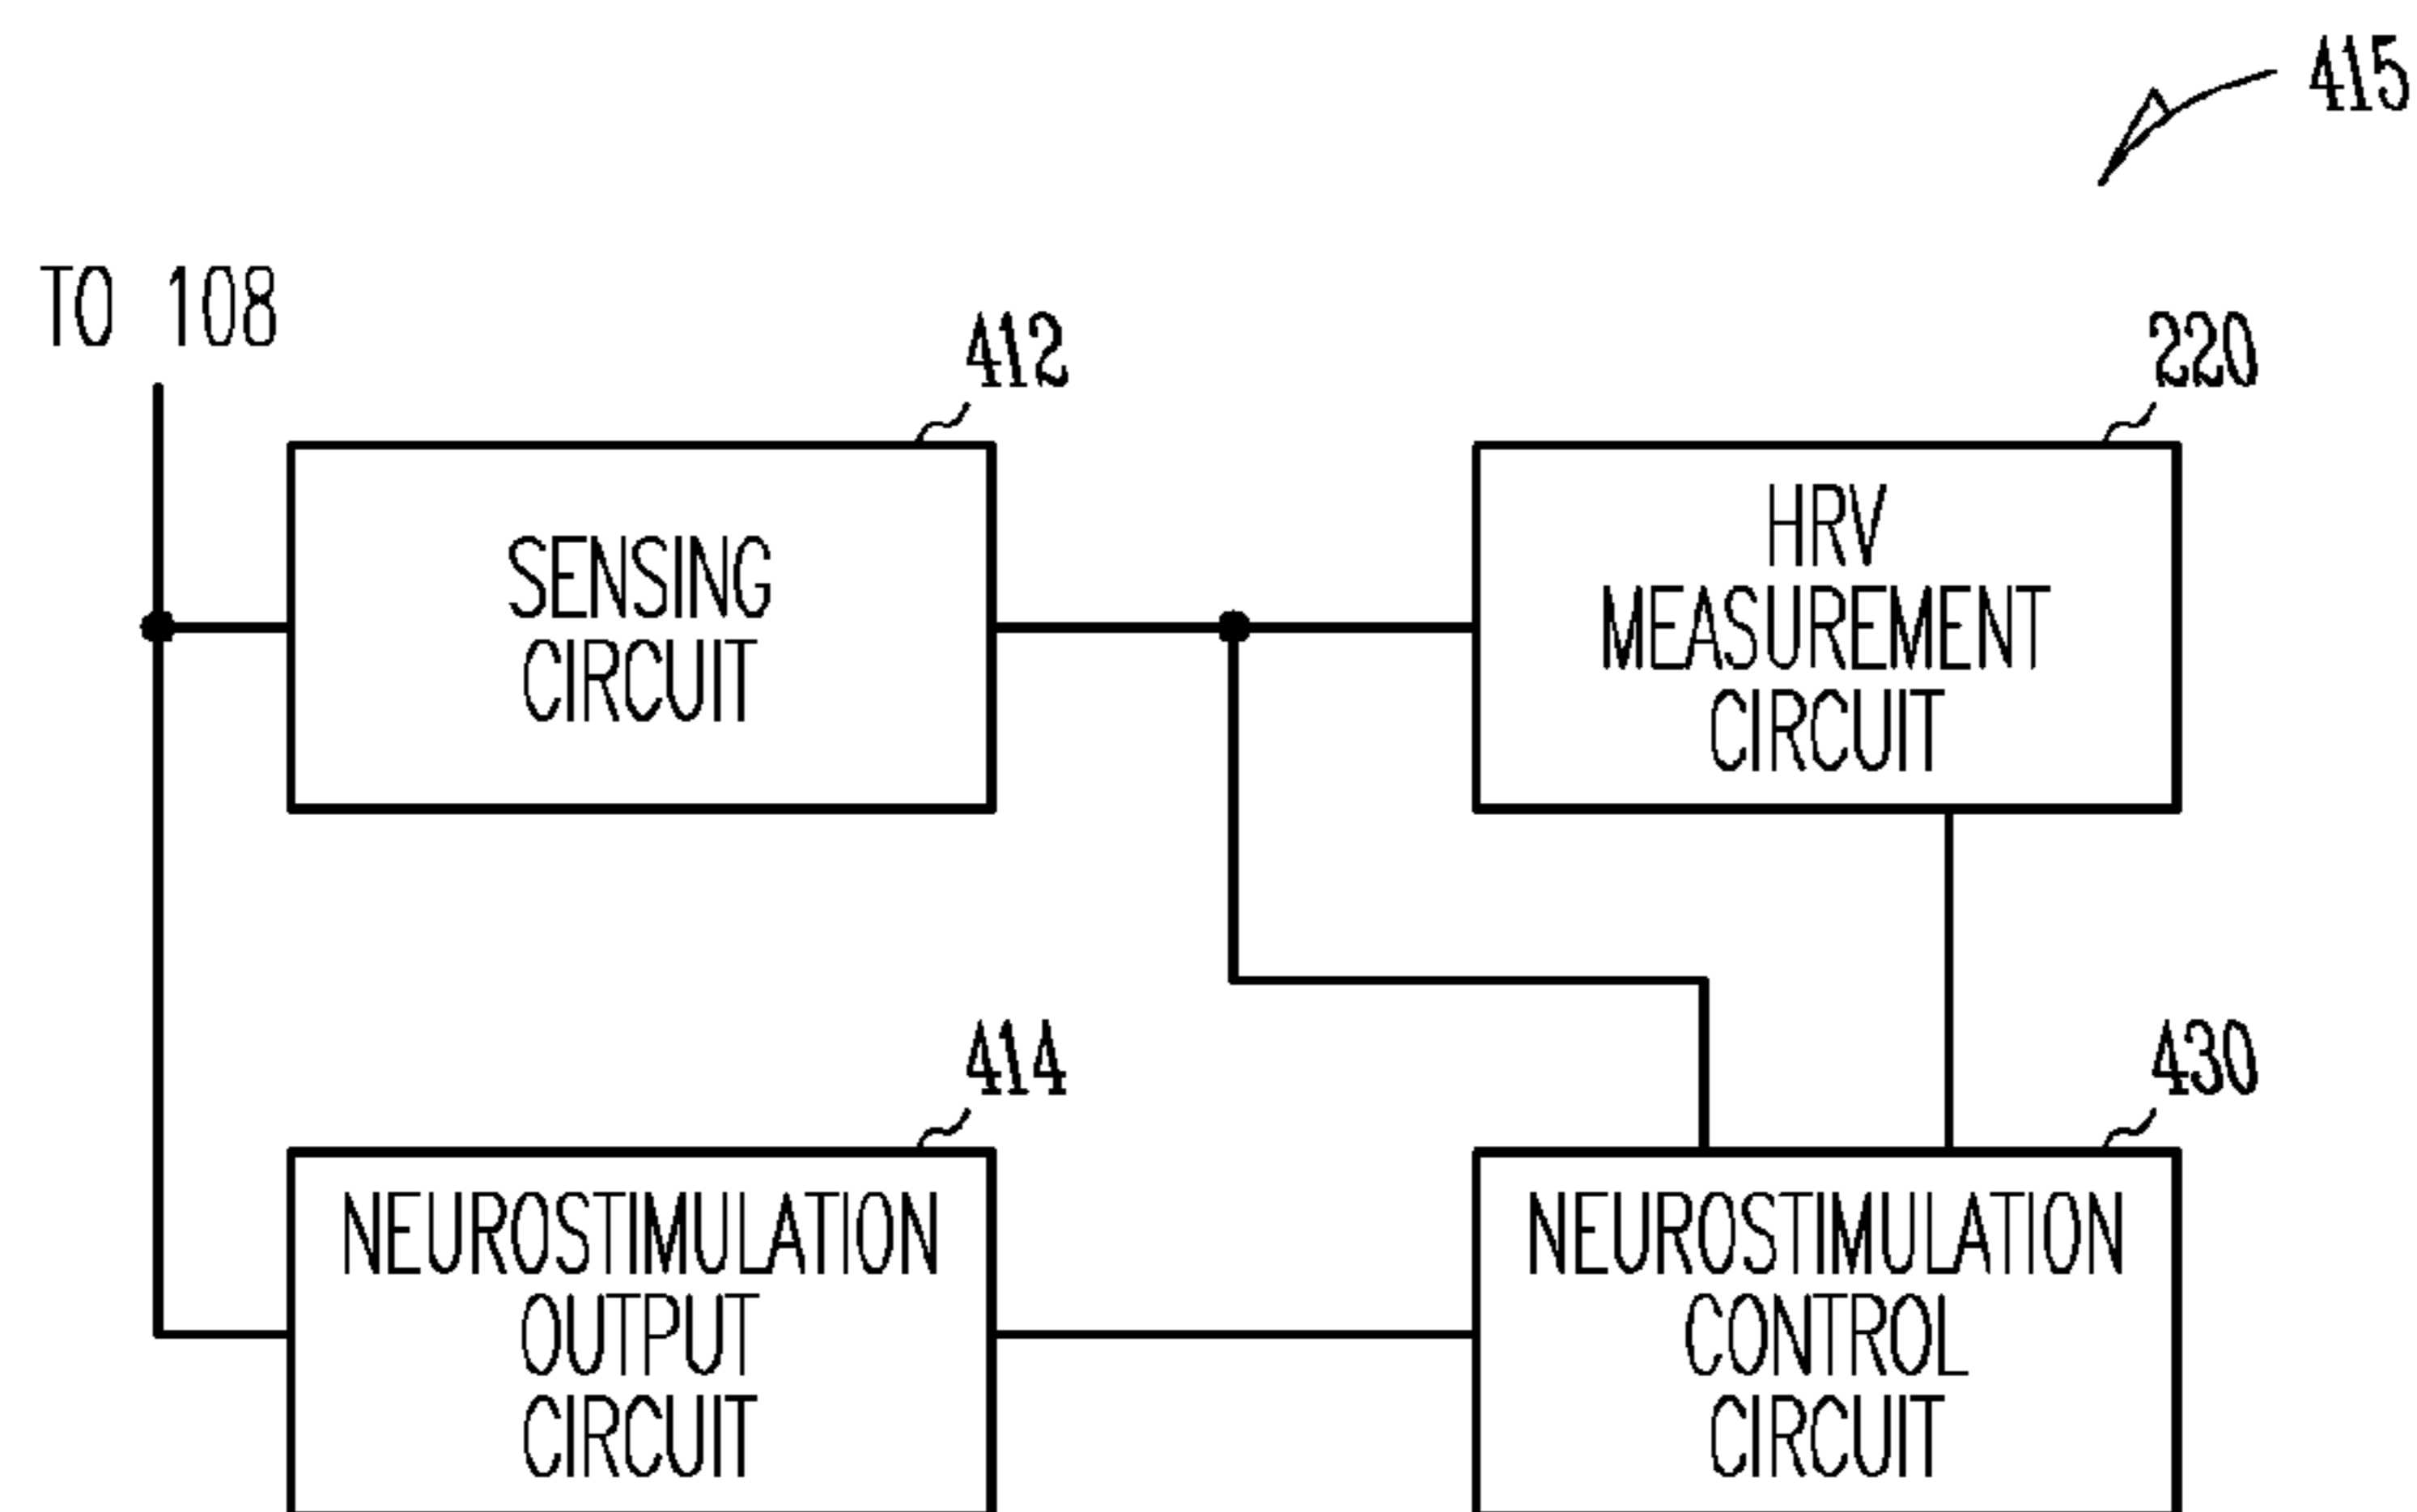 415
TO 108
412
220
SENSING
CIRCUIT
HRV
MEASUREMENT
CIRCUIT
414
430
NEUROSTIMULATION
OUTPUT
CIRCUIT
NEUROSTIMULATION
CONTROL
CIRCUIT